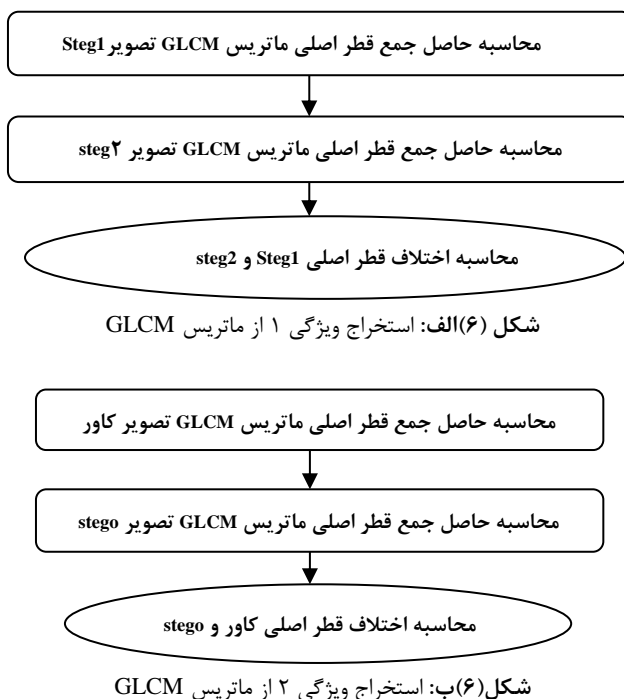 محاسبه حاصل جمع قطر اصلی ماتریس GLCM تصویر Steg1
محاسبه حاصل جمع قطر اصلی ماتریس GLCM تصویر steg۲
محاسبه اختلاف قطر اصلی Steg1 و steg2
شکل (۶)الف: استخراج ویژگی ۱ از ماتریس GLCM
محاسبه حاصل جمع قطر اصلی ماتریس GLCM تصویر کاور
محاسبه حاصل جمع قطر اصلی ماتریس GLCM تصویر stego
محاسبه اختلاف قطر اصلی کاور و stego
شکل(۶)ب: استخراج ویژگی ۲ از ماتریس GLCM